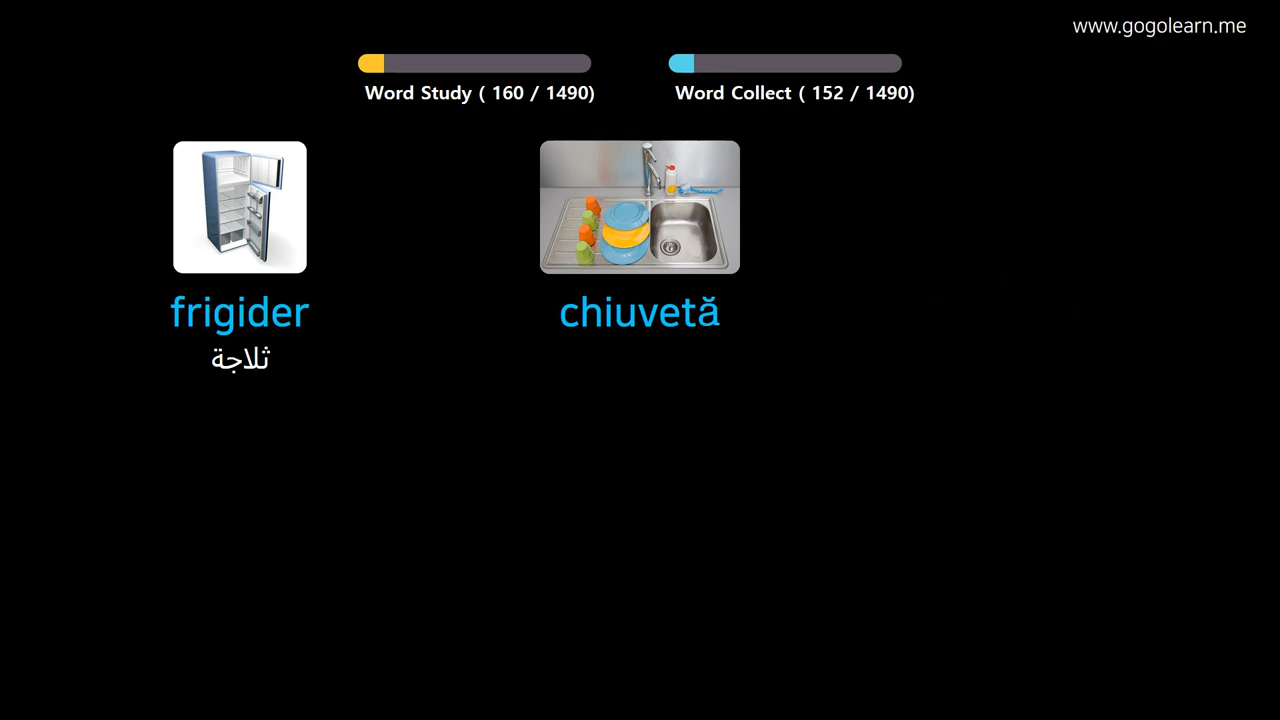 www.gogolearn.me
Word Study ( 160 / 1490)
Word Collect ( 152 / 1490)
frigider
chiuvetă
ثلاجة